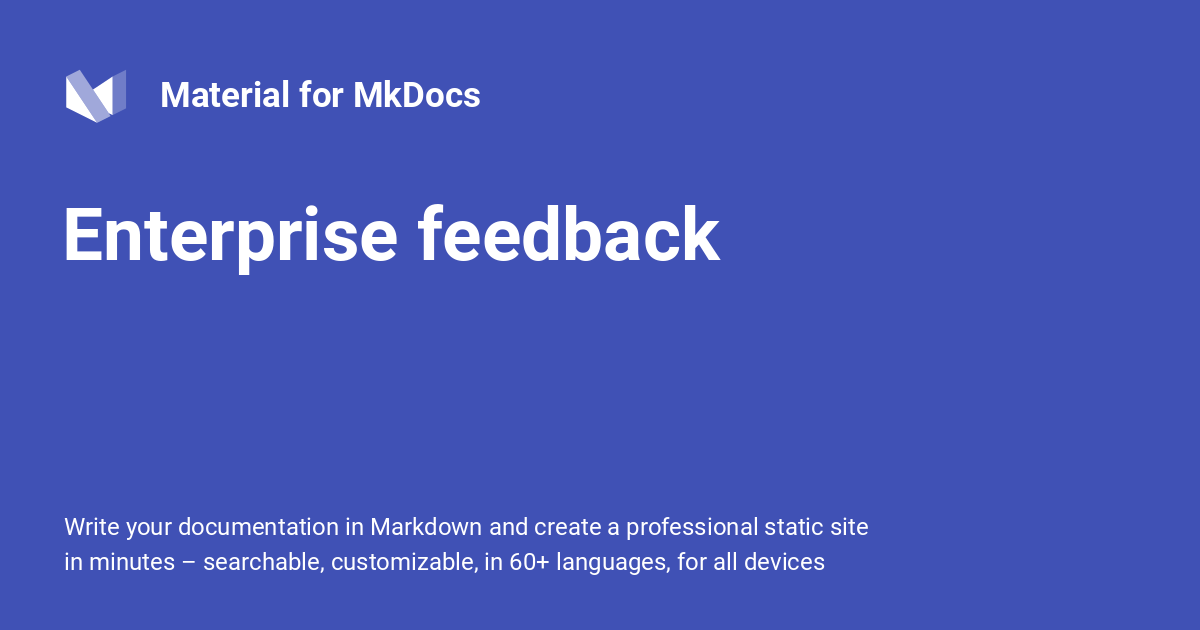 Material for MkDocs
Enterprise feedback
Write your documentation in Markdown and create a professional static site
in minutes – searchable, customizable, in 60+ languages, for all devices